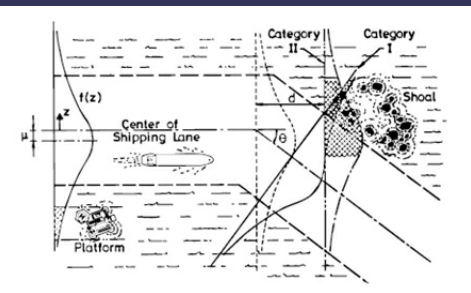 Category
II
Category
I
f(z)
z
d
Shoal
μ
Center of
Shipping Lane
θ
Platform